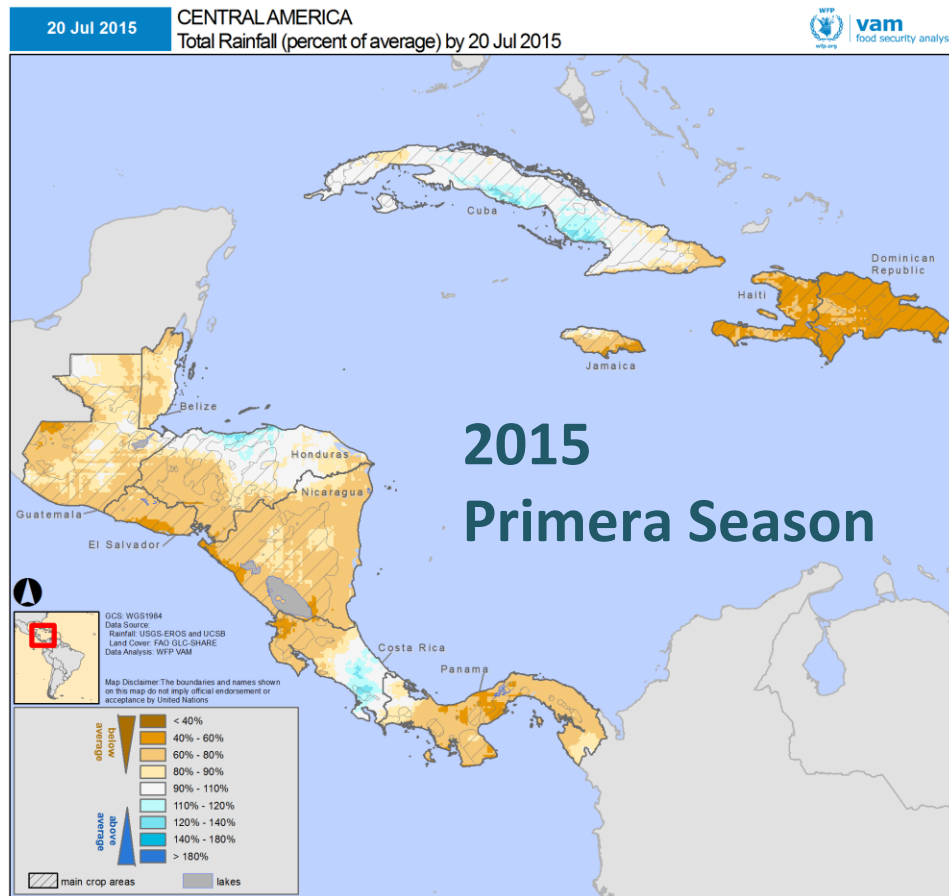 20 Jul 2015
CENTRAL AMERICA
Total Rainfall (percent of average) by 20 Jul 2015
WFP
wfp.org
vam
food security analys
Cuba
Dominican
Republic
Haiti
Jamaica
Belize
Honduras
Nicaragua
Guatemala
El Salvador
2015
Primera Season
Costa Rica
Panama
GCS: WGS1984
Data Source:
Rainfall: USGS-EROS and UCSB
Land Cover: FAO GLC-SHARE
Data Analysis: WFP VAM
Map Disclaimer:The boundaries and names shown
on this map do not imply official endorsement or
acceptance by United Nations
below
average
above
average
< 40%
40% - 60%
60% - 80%
80% - 90%
90% - 110%
110% - 120%
120% - 140%
140% - 180%
> 180%
main crop areas
lakes